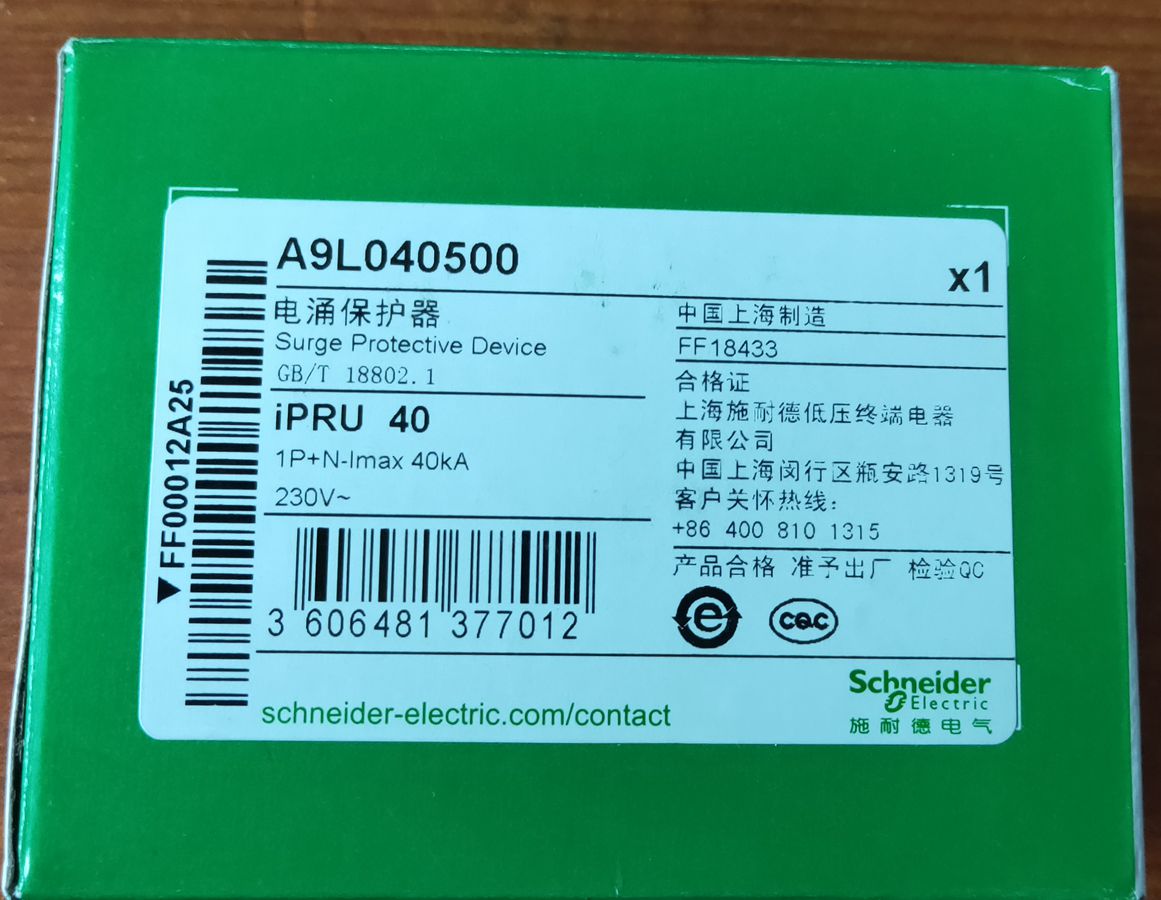 A9L040500
x1
电涌保护器
Surge Protective Device
GB/T 18802.1
iPRU 40
1P+N-Imax 40kA
230V~
3 606481 377012
FF00012A25
中国上海制造
FF18433
合格证
上海施耐德低压终端电器
有限公司
中国上海闵行区瓶安路1319号
客户关怀热线:
+86 400 810 1315
产品合格 准予出厂 检验QC
e
CQC
schneider-electric.com/contact
Schneider
Electric
施耐德电气